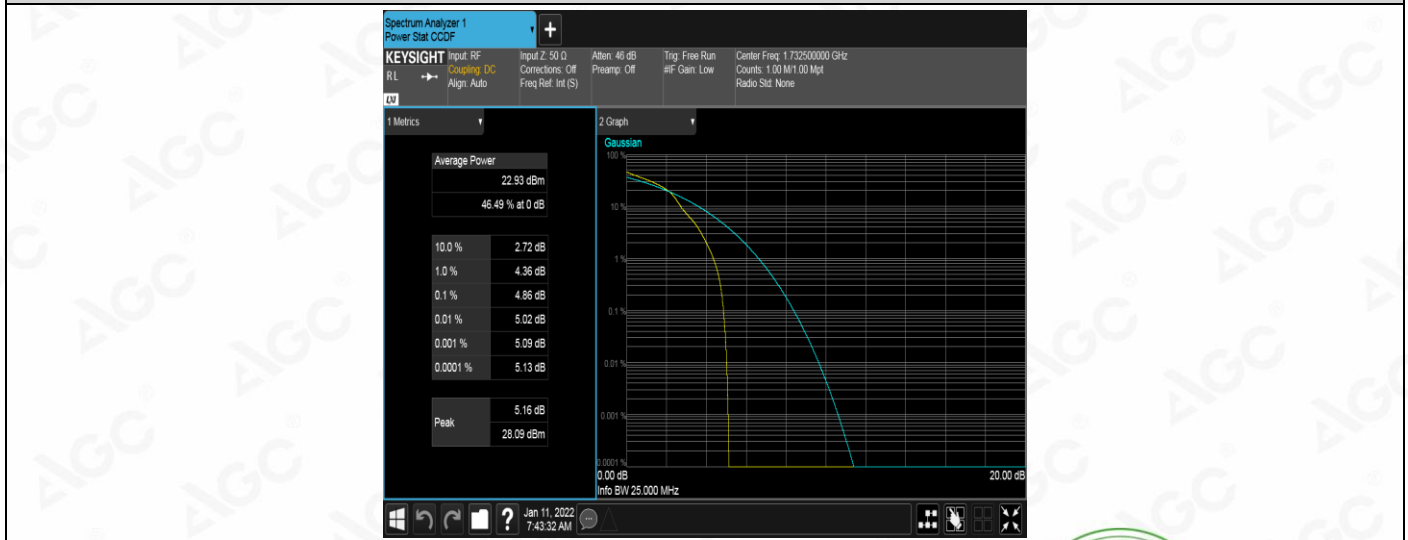 Spectrum Analyzer 1
Power Stat CCDF
KEYSIGHT
RL
LXI
Input: RF
Coupling: DC
Align: Auto
Input Z: 50 Ω
Corrections: Off
Freq Ref: Int (S)
Atten: 46 dB
Preamp: Off
Trig: Free Run
#IF Gain: Low
Center Freq: 1.732500000 GHz
Counts: 1.00 M/1.00 Mpt
Radio Std: None
1 Metrics
Average Power
22.93 dBm
46.49 % at 0 dB
10.0 % 2.72 dB
1.0 % 4.36 dB
0.1 % 4.86 dB
0.01 % 5.02 dB
0.001 % 5.09 dB
0.0001 % 5.13 dB
Peak
5.16 dB
28.09 dBm
2 Graph
Gaussian
100 %
10 %
1 %
0.1 %
0.01 %
0.001 %
0.0001 %
0.00 dB
20.00 dB
Info BW 25.000 MHz
Jan 11, 2022
7:43:32 AM
AGC